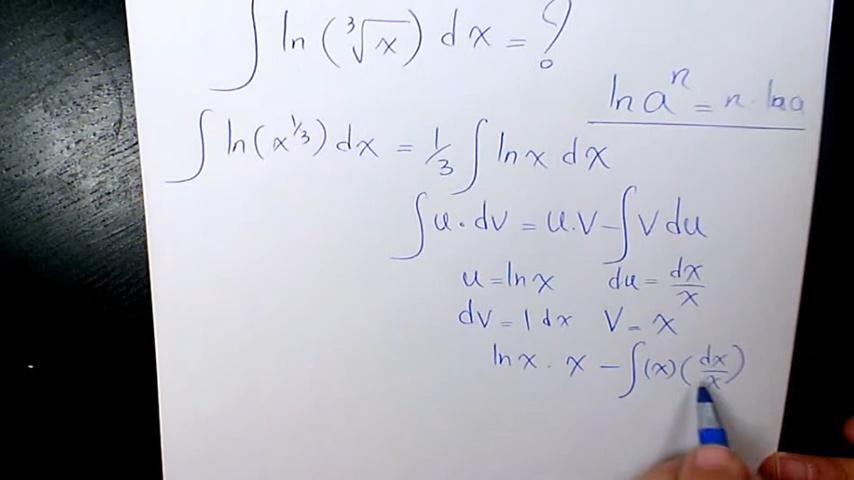 ∫ ln(∛x) dx = ?
ln aⁿ = n · ln a
∫ ln(x^{1/3}) dx = 1/3 ∫ ln x dx
∫ u · dv = u.v - ∫ v du
u = ln x du = dx/x
dv = 1 dx v = x
ln x · x - ∫ (x) (dx/x)